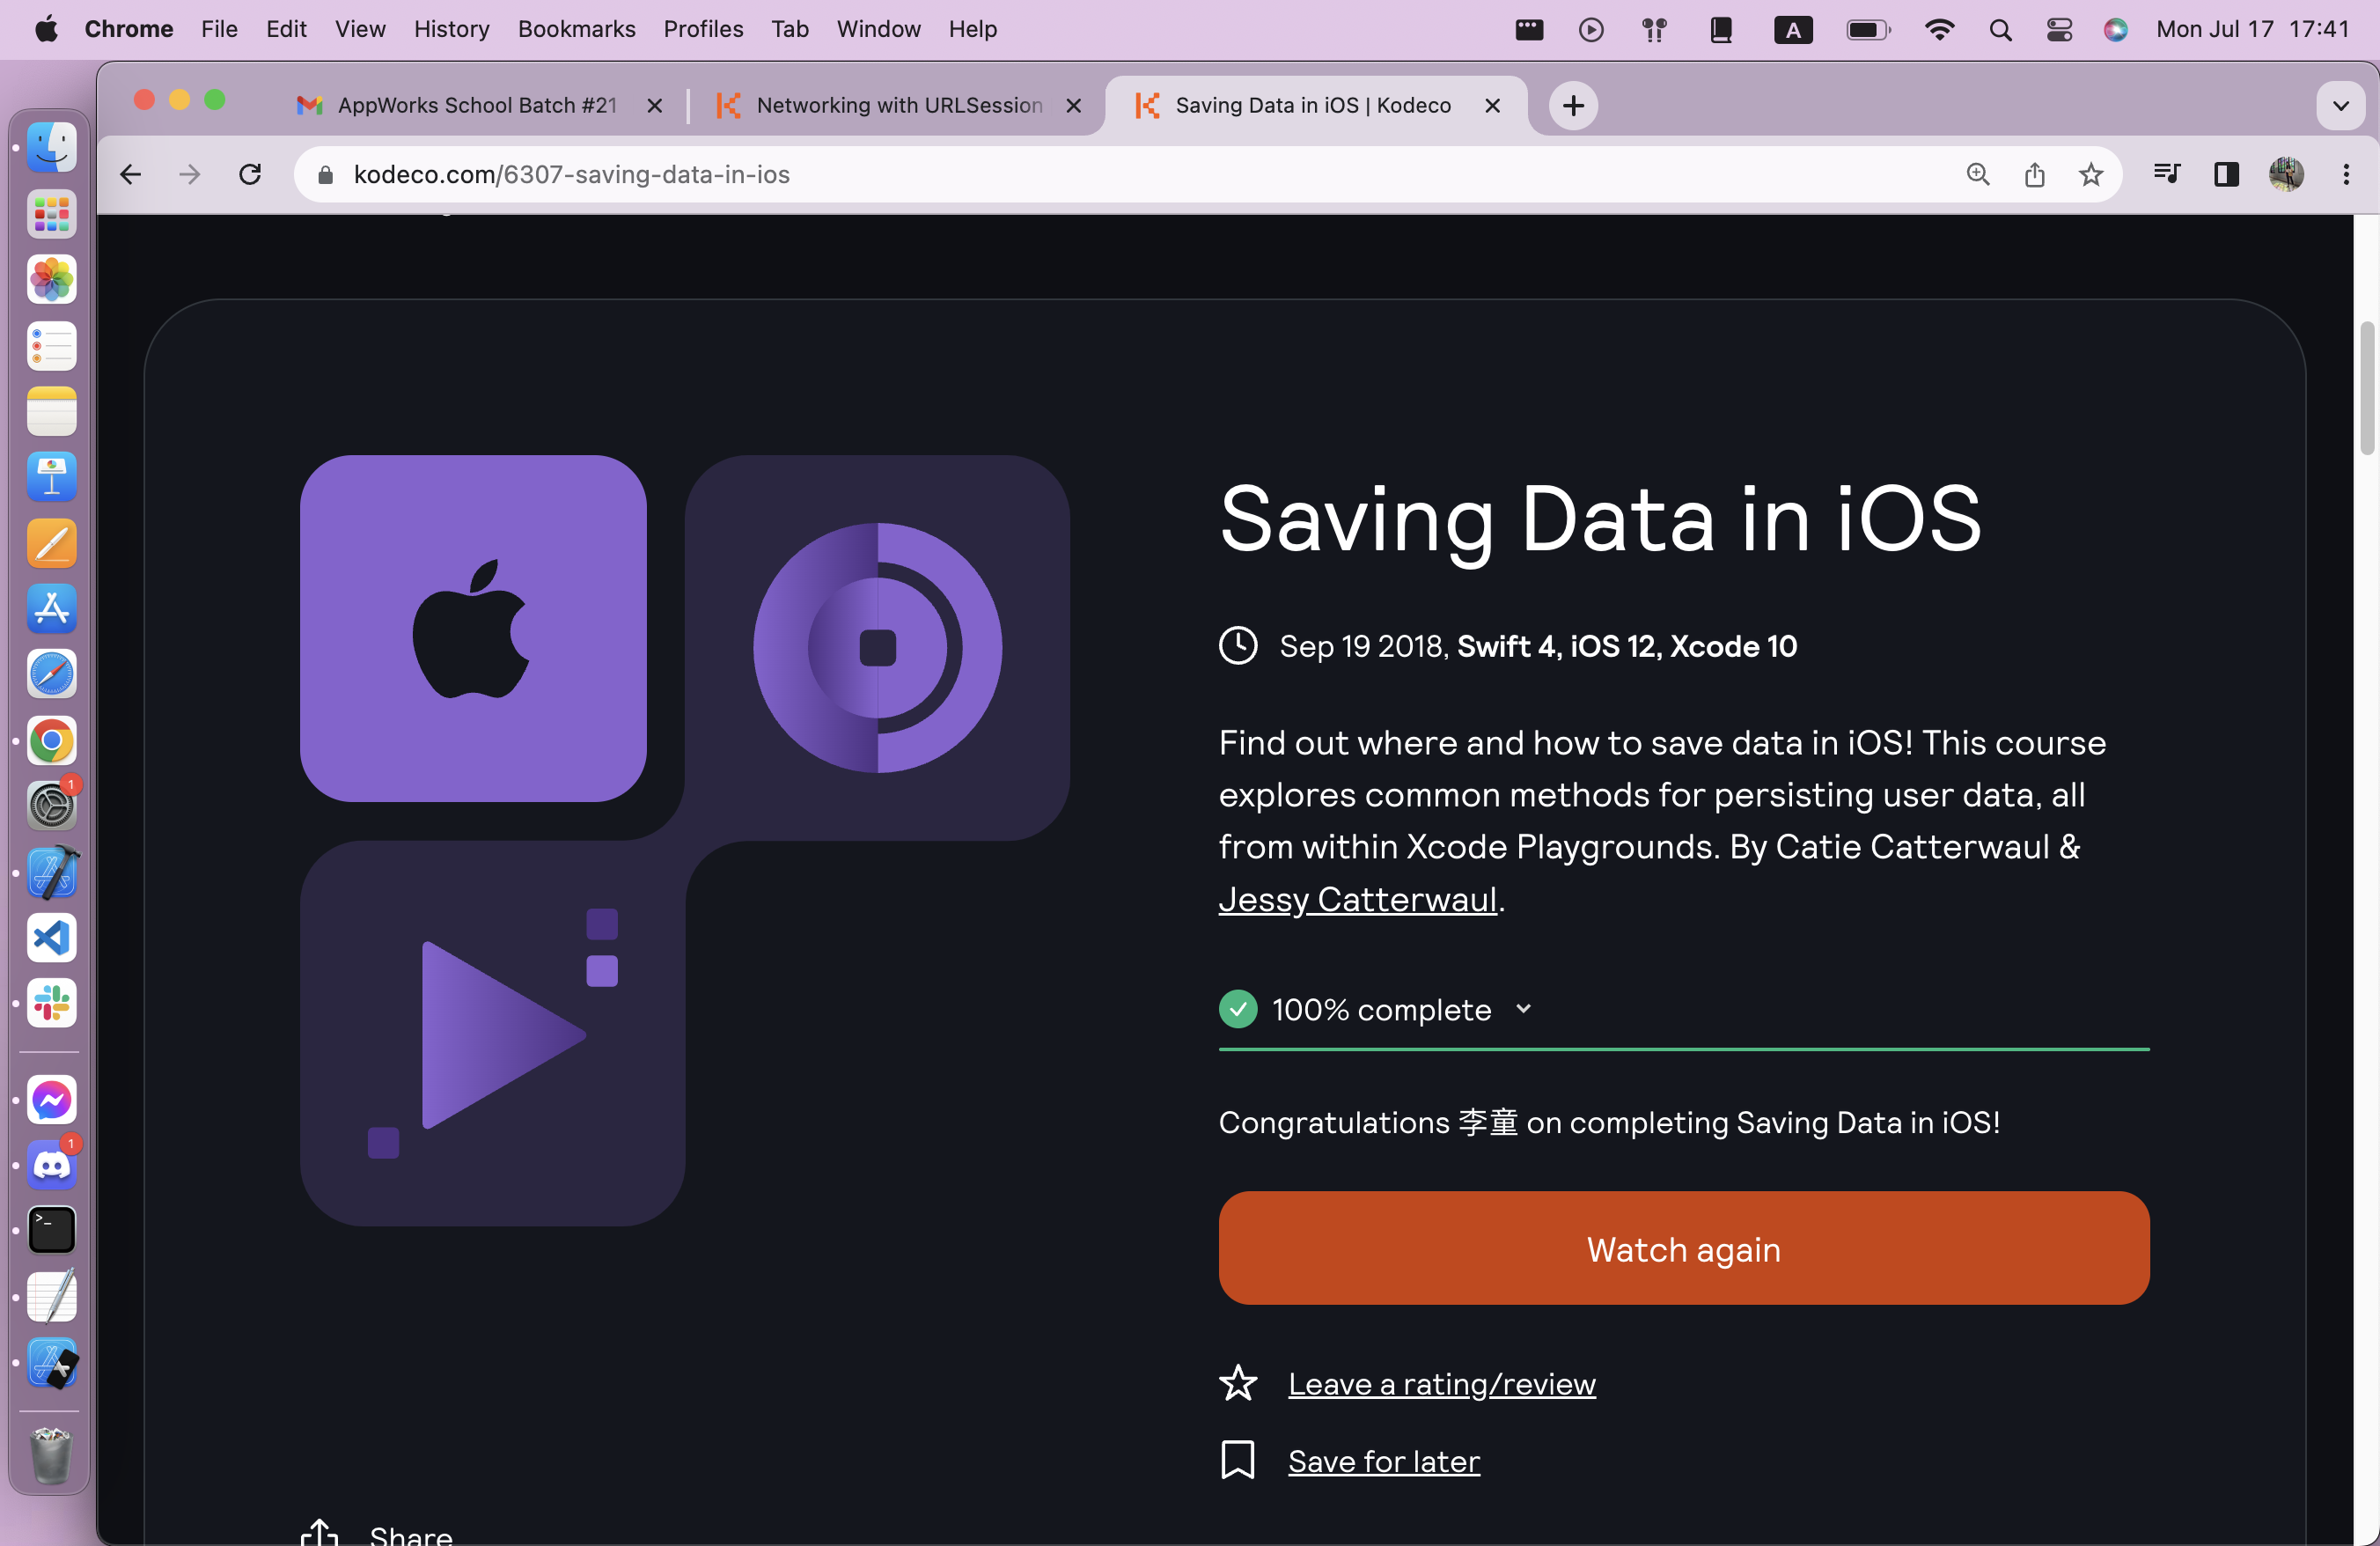 Chrome File Edit View History Bookmarks Profiles Tab Window Help A Mon Jul 17 17:41
AppWorks School Batch #21 Networking with URLSession Saving Data in iOS | Kodeco
kodeco.com/6307-saving-data-in-ios
Saving Data in iOS
Sep 19 2018, Swift 4, iOS 12, Xcode 10
Find out where and how to save data in iOS! This course
explores common methods for persisting user data, all
from within Xcode Playgrounds. By Catie Catterwaul &
Jessy Catterwaul.
100% complete
Congratulations 李童 on completing Saving Data in iOS!
Watch again
Leave a rating/review
Save for later
Share
1
1
>_